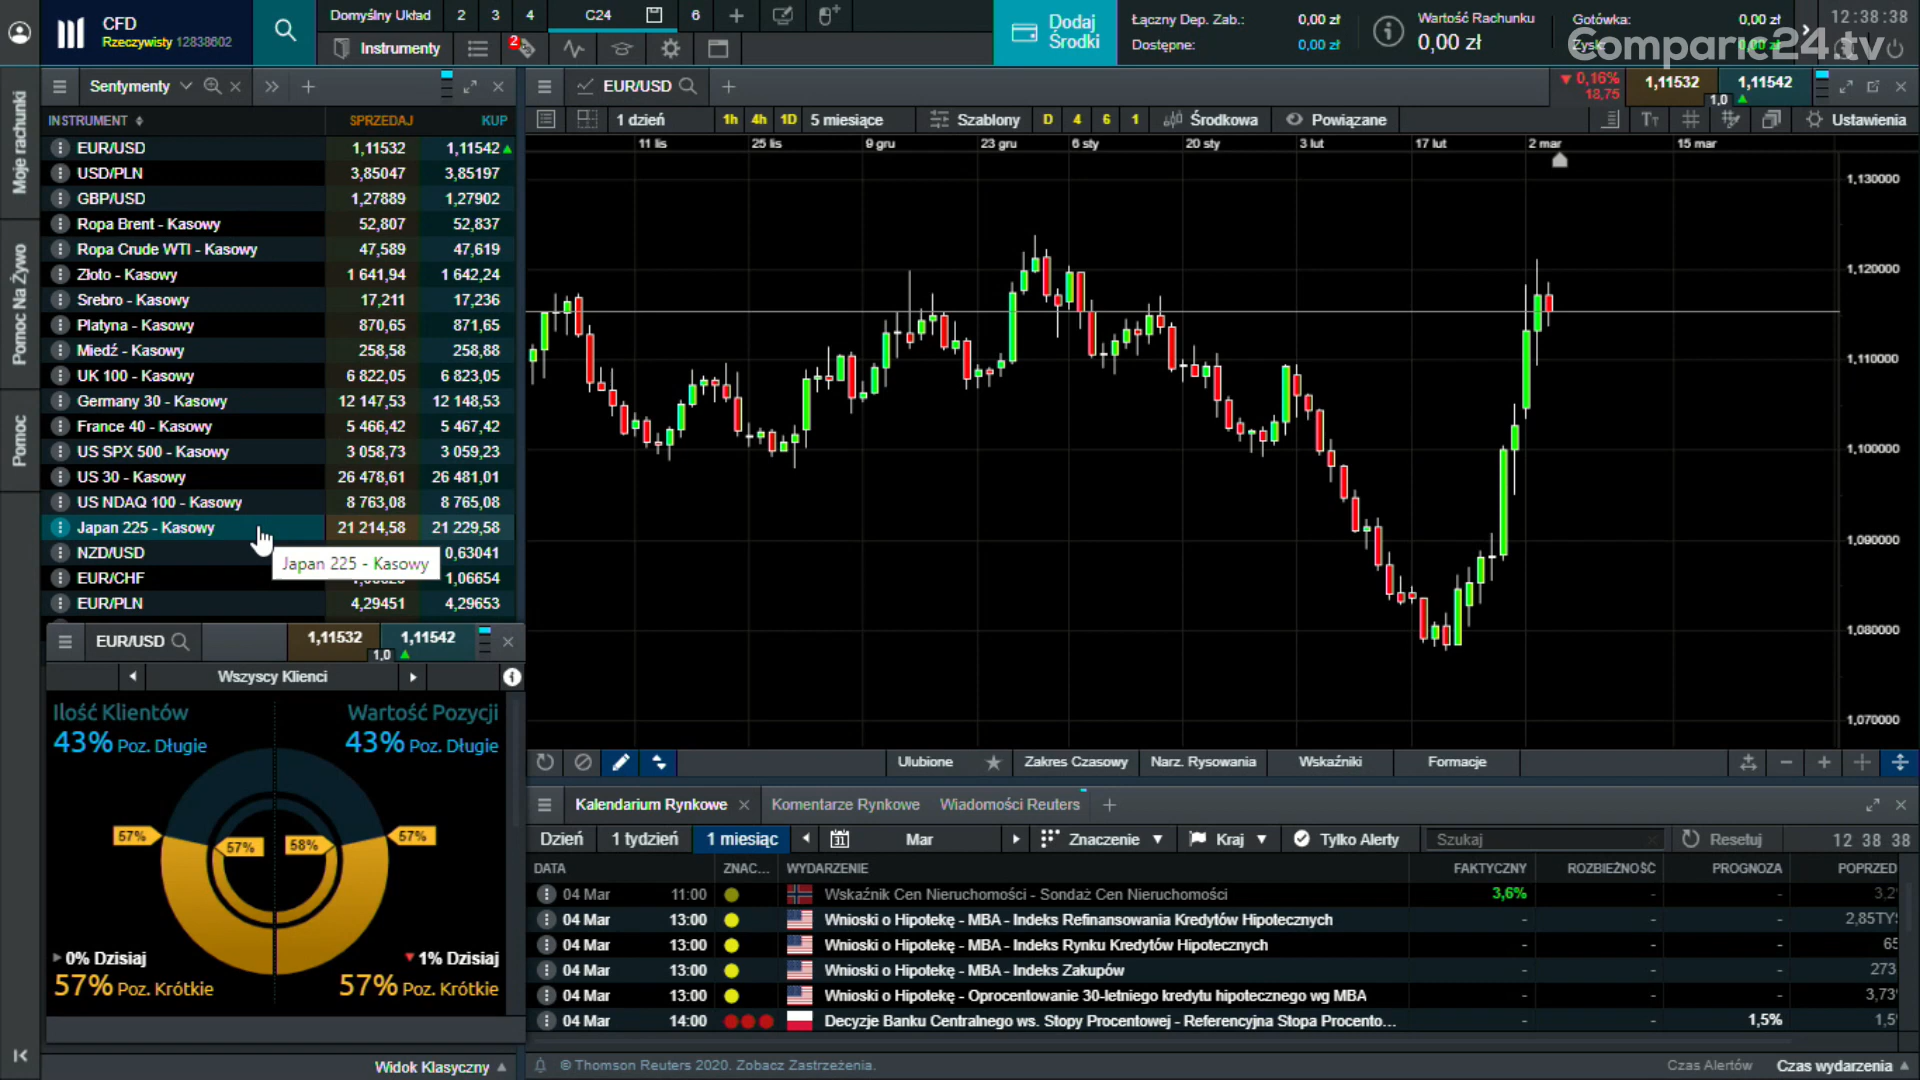 CFD
Rzeczywisty 12838602
Domyślny Układ 2 3 4 C24 6
Instrumenty 2
Dodaj Środki
Łączny Dep. Zab.: 0,00 zł
Dostępne: 0,00 zł
Wartość Rachunku
0,00 zł
Gotówka: 0,00 zł
Zysk: 0,00 zł
12:38:38
Comparic24.tv
Moje rachunki
Pomoc Na Żywo
Pomoc
Sentymenty
INSTRUMENT SPRZEDAJ KUP
EUR/USD 1,11532 1,11542
USD/PLN 3,85047 3,85197
GBP/USD 1,27889 1,27902
Ropa Brent - Kasowy 52,807 52,837
Ropa Crude WTI - Kasowy 47,589 47,619
Złoto - Kasowy 1 641,94 1 642,24
Srebro - Kasowy 17,211 17,236
Platyna - Kasowy 870,65 871,65
Miedź - Kasowy 258,58 258,88
UK 100 - Kasowy 6 822,05 6 823,05
Germany 30 - Kasowy 12 147,53 12 148,53
France 40 - Kasowy 5 466,42 5 467,42
US SPX 500 - Kasowy 3 058,73 3 059,23
US 30 - Kasowy 26 478,61 26 481,01
US NDAQ 100 - Kasowy 8 763,08 8 765,08
Japan 225 - Kasowy 21 214,58 21 229,58
NZD/USD 0,63041
Japan 225 - Kasowy
EUR/CHF 1,06654
EUR/PLN 4,29451 4,29653
EUR/USD 1,11532 1,11542
1,0
Wszyscy Klienci
Ilość Klientów Wartość Pozycji
43% Poz. Długie 43% Poz. Długie
57% 57% 58% 57%
0% Dzisiaj 1% Dzisiaj
57% Poz. Krótkie 57% Poz. Krótkie
Widok Klasyczny
EUR/USD
0,16%
18,75
1,11532 1,11542
1,0
1 dzień 1h 4h 1D 5 miesiące Szablony D 4 6 1 Środkowa Powiązane Ustawienia
11 lis 25 lis 9 gru 23 gru 6 sty 20 sty 3 lut 17 lut 2 mar 15 mar
1,130000
1,120000
1,110000
1,100000
1,090000
1,080000
1,070000
Ulubione Zakres Czasowy Narz. Rysowania Wskaźniki Formacje
Kalendarium Rynkowe Komentarze Rynkowe Wiadomości Reuters
Dzień 1 tydzień 1 miesiąc 31 Mar Znaczenie Kraj Tylko Alerty Szukaj Resetuj 12 38 38
DATA ZNAC... WYDARZENIE FAKTYCZNY ROZBIEŻNOŚĆ PROGNOZA POPRZED
04 Mar 11:00 Wskaźnik Cen Nieruchomości - Sondaż Cen Nieruchomości 3,6% - - 3,2
04 Mar 13:00 Wnioski o Hipotekę - MBA - Indeks Refinansowania Kredytów Hipotecznych - - - 2,85TY
04 Mar 13:00 Wnioski o Hipotekę - MBA - Indeks Rynku Kredytów Hipotecznych - - - 65
04 Mar 13:00 Wnioski o Hipotekę - MBA - Indeks Zakupów - - - 273
04 Mar 13:00 Wnioski o Hipotekę - Oprocentowanie 30-letniego kredytu hipotecznego wg MBA - - - 3,73
04 Mar 14:00 Decyzje Banku Centralnego ws. Stopy Procentowej - Referencyjna Stopa Procento... - - 1,5% 1,5
© Thomson Reuters 2020. Zobacz Zastrzeżenia.
Czas Alertów Czas wydarzenia